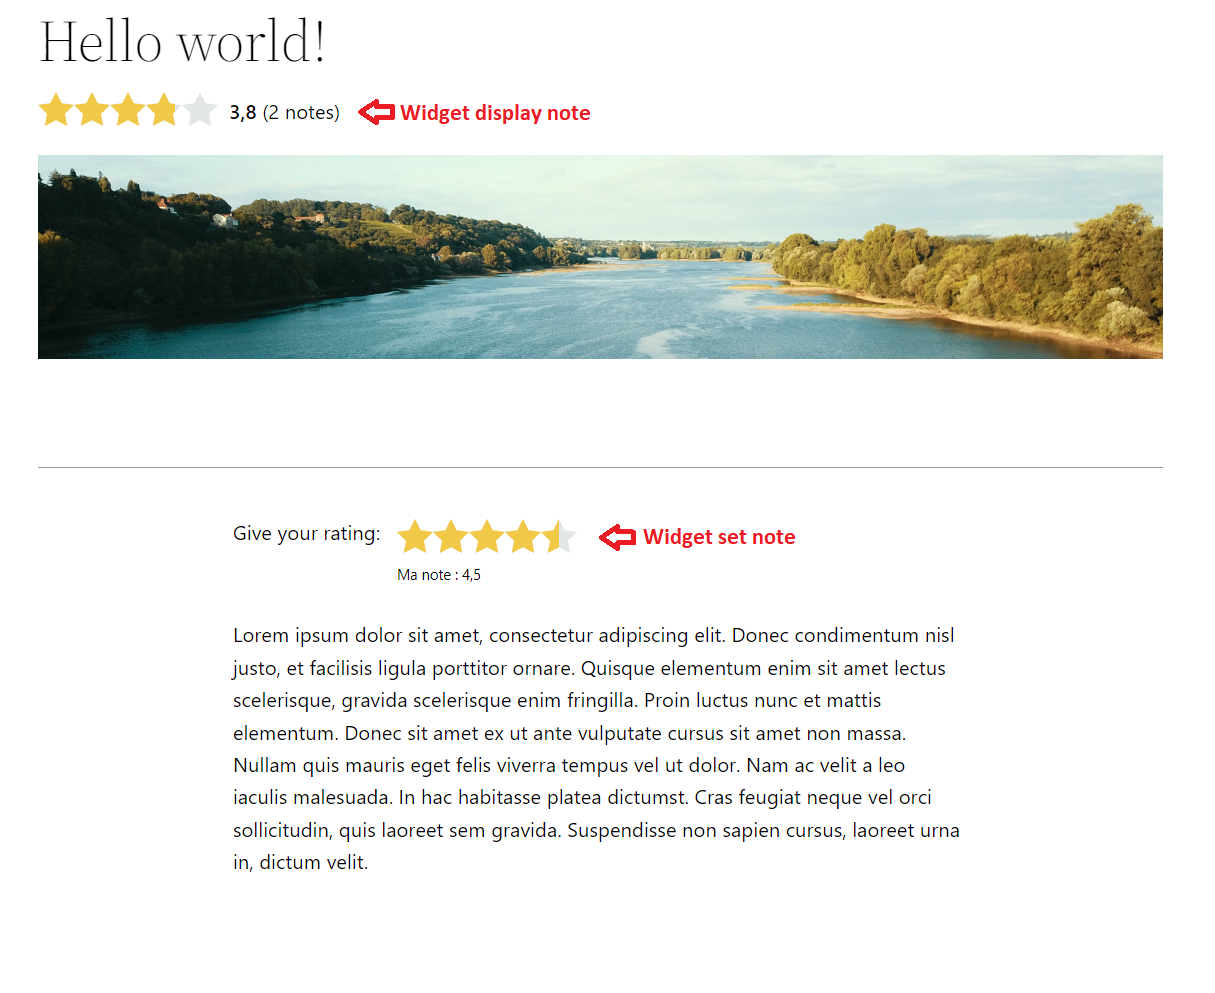 Hello world!
3,8 (2 notes) Widget display note
Give your rating: Widget set note
Ma note : 4,5
Lorem ipsum dolor sit amet, consectetur adipiscing elit. Donec condimentum nisl
justo, et facilisis ligula porttitor ornare. Quisque elementum enim sit amet lectus
scelerisque, gravida scelerisque enim fringilla. Proin luctus nunc et mattis
elementum. Donec sit amet ex ut ante vulputate cursus sit amet non massa.
Nullam quis mauris eget felis viverra tempus vel ut dolor. Nam ac velit a leo
iaculis malesuada. In hac habitasse platea dictumst. Cras feugiat neque vel orci
sollicitudin, quis laoreet sem gravida. Suspendisse non sapien cursus, laoreet urna
in, dictum velit.